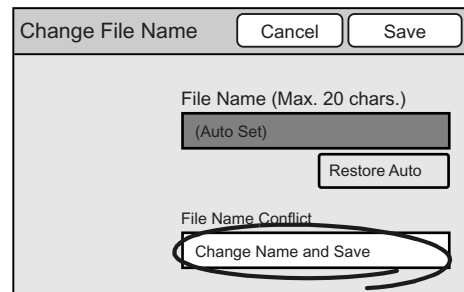 Change File Name
Cancel
Save
File Name (Max. 20 chars.)
(Auto Set)
Restore Auto
File Name Conflict
Change Name and Save